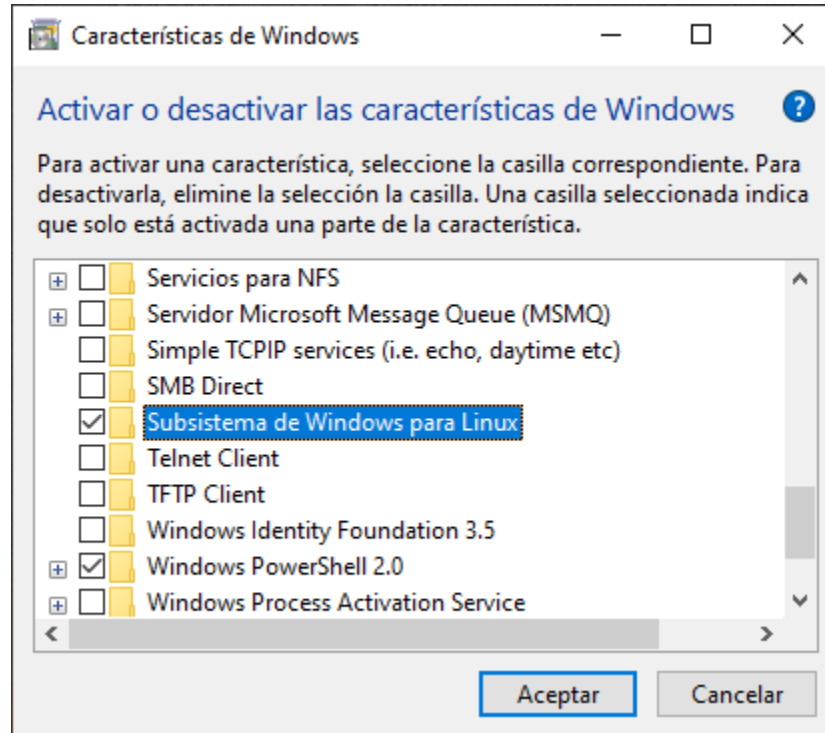 Características de Windows
Activar o desactivar las características de Windows
Para activar una característica, seleccione la casilla correspondiente. Para
desactivarla, elimine la selección la casilla. Una casilla seleccionada indica
que solo está activada una parte de la característica.
Servicios para NFS
Servidor Microsoft Message Queue (MSMQ)
Simple TCPIP services (i.e. echo, daytime etc)
SMB Direct
Subsistema de Windows para Linux
Telnet Client
TFTP Client
Windows Identity Foundation 3.5
Windows PowerShell 2.0
Windows Process Activation Service
Aceptar Cancelar